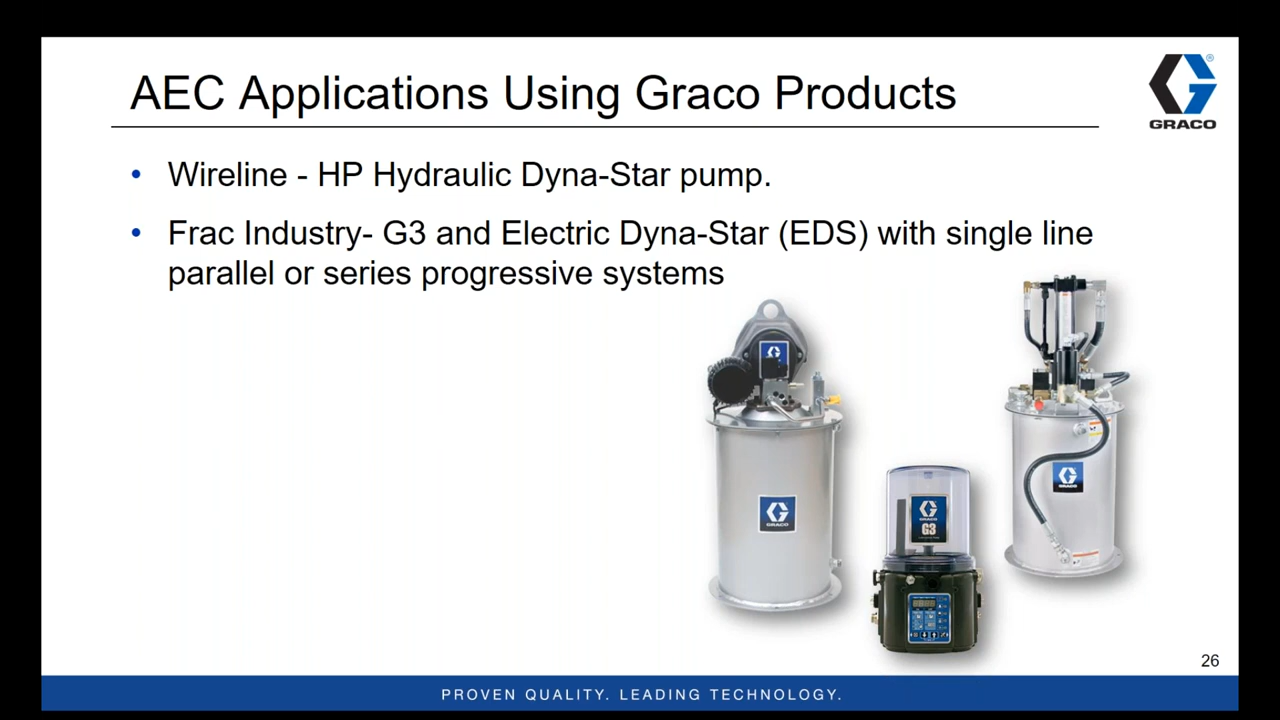 AEC Applications Using Graco Products
GRACO
• Wireline - HP Hydraulic Dyna-Star pump.
• Frac Industry- G3 and Electric Dyna-Star (EDS) with single line
parallel or series progressive systems
GRACO
GRACO
GRACO
G3
26
PROVEN QUALITY. LEADING TECHNOLOGY.